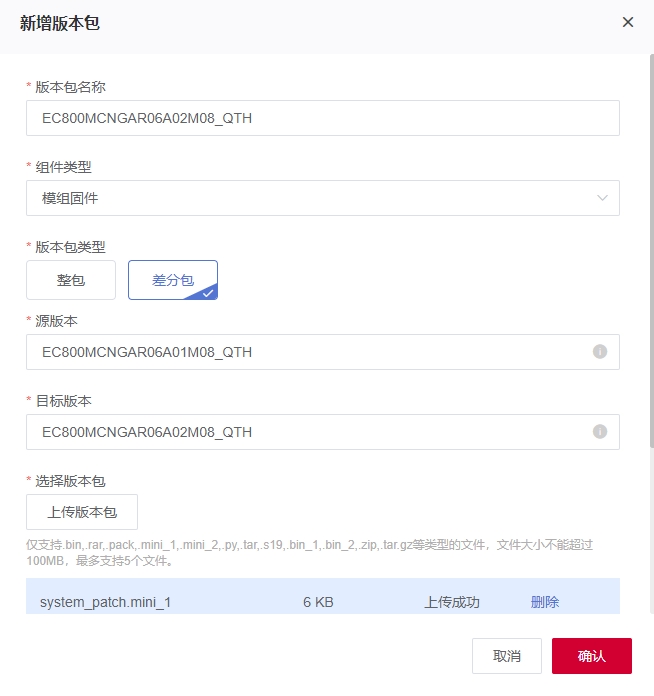 新增版本包
* 版本包名称
EC800MCNGAR06A02M08_QTH
* 组件类型
模组固件
* 版本包类型
整包
差分包
* 源版本
EC800MCNGAR06A01M08_QTH
* 目标版本
EC800MCNGAR06A02M08_QTH
* 选择版本包
上传版本包
仅支持.bin,.rar,.pack,.mini_1,.mini_2,.py,.tar,.s19,.bin_1,.bin_2,.zip,.tar.gz等类型的文件，文件大小不能超过
100MB，最多支持5个文件。
system_patch.mini_1 6 KB 上传成功 删除
取消 确认